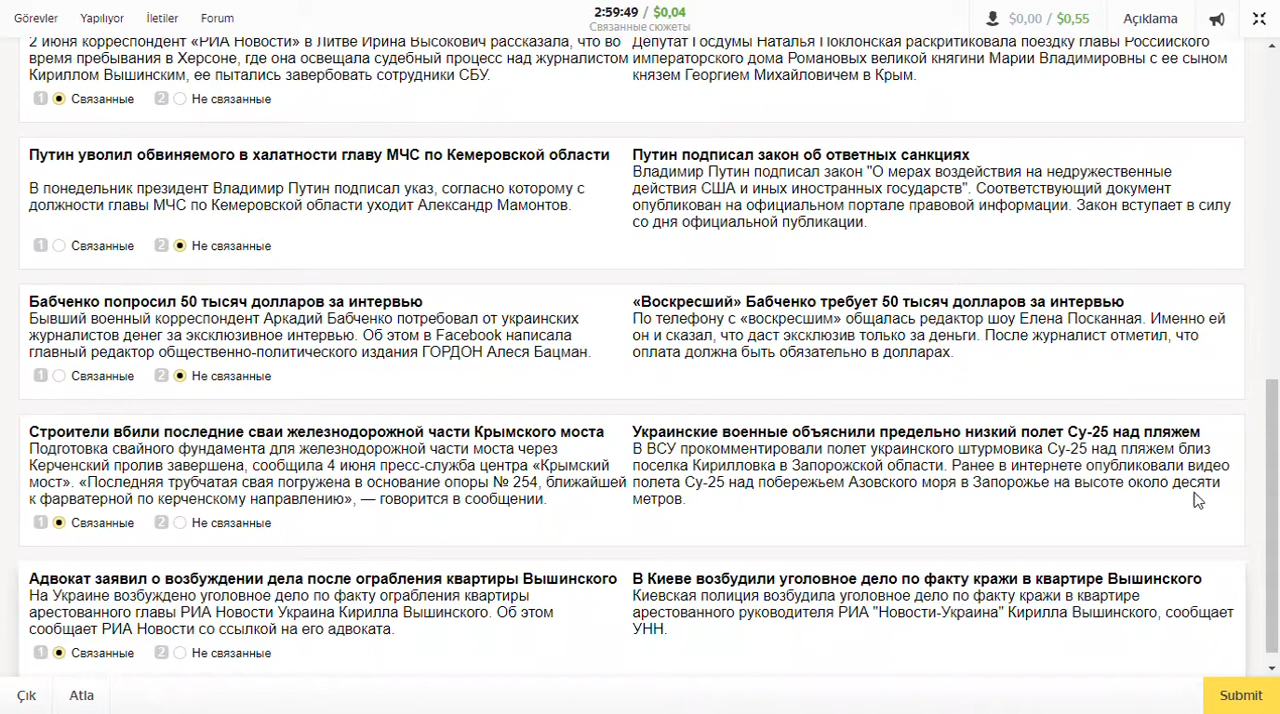 Görevler Yapılıyor İletiler Forum
2:59:49 / $0,04
Связанные сюжеты
$0,00 / $0,55 Açıklama
2 июня корреспондент «РИА Новости» в Литве Ирина Высокович рассказала, что во
время пребывания в Херсоне, где она освещала судебный процесс над журналистом
Кириллом Вышинским, ее пытались завербовать сотрудники СБУ.
Депутат Госдумы Наталья Поклонская раскритиковала поездку главы Российского
императорского дома Романовых великой княгини Марии Владимировны с ее сыном
князем Георгием Михайловичем в Крым.
1 Связанные 2 Не связанные
Путин уволил обвиняемого в халатности главу МЧС по Кемеровской области
В понедельник президент Владимир Путин подписал указ, согласно которому с
должности главы МЧС по Кемеровской области уходит Александр Мамонтов.
Путин подписал закон об ответных санкциях
Владимир Путин подписал закон "О мерах воздействия на недружественные
действия США и иных иностранных государств". Соответствующий документ
опубликован на официальном портале правовой информации. Закон вступает в силу
со дня официальной публикации.
1 Связанные 2 Не связанные
Бабченко попросил 50 тысяч долларов за интервью
Бывший военный корреспондент Аркадий Бабченко потребовал от украинских
журналистов денег за эксклюзивное интервью. Об этом в Facebook написала
главный редактор общественно-политического издания ГОРДОН Алеся Бацман.
«Воскресший» Бабченко требует 50 тысяч долларов за интервью
По телефону с «воскресшим» общалась редактор шоу Елена Посканная. Именно ей
он и сказал, что даст эксклюзив только за деньги. После журналист отметил, что
оплата должна быть обязательно в долларах.
1 Связанные 2 Не связанные
Строители вбили последние сваи железнодорожной части Крымского моста
Подготовка свайного фундамента для железнодорожной части моста через
Керченский пролив завершена, сообщила 4 июня пресс-служба центра «Крымский
мост». «Последняя трубчатая свая погружена в основание опоры № 254, ближайшей
к фарватерной по керченскому направлению», — говорится в сообщении.
Украинские военные объяснили предельно низкий полет Су-25 над пляжем
В ВСУ прокомментировали полет украинского штурмовика Су-25 над пляжем близ
поселка Кирилловка в Запорожской области. Ранее в интернете опубликовали видео
полета Су-25 над побережьем Азовского моря в Запорожье на высоте около десяти
метров.
1 Связанные 2 Не связанные
Адвокат заявил о возбуждении дела после ограбления квартиры Вышинского
На Украине возбуждено уголовное дело по факту ограбления квартиры
арестованного главы РИА Новости Украина Кирилла Вышинского. Об этом
сообщает РИА Новости со ссылкой на его адвоката.
В Киеве возбудили уголовное дело по факту кражи в квартире Вышинского
Киевская полиция возбудила уголовное дело по факту кражи в квартире
арестованного руководителя РИА "Новости-Украина" Кирилла Вышинского, сообщает
УНН.
1 Связанные 2 Не связанные
Çık Atla Submit